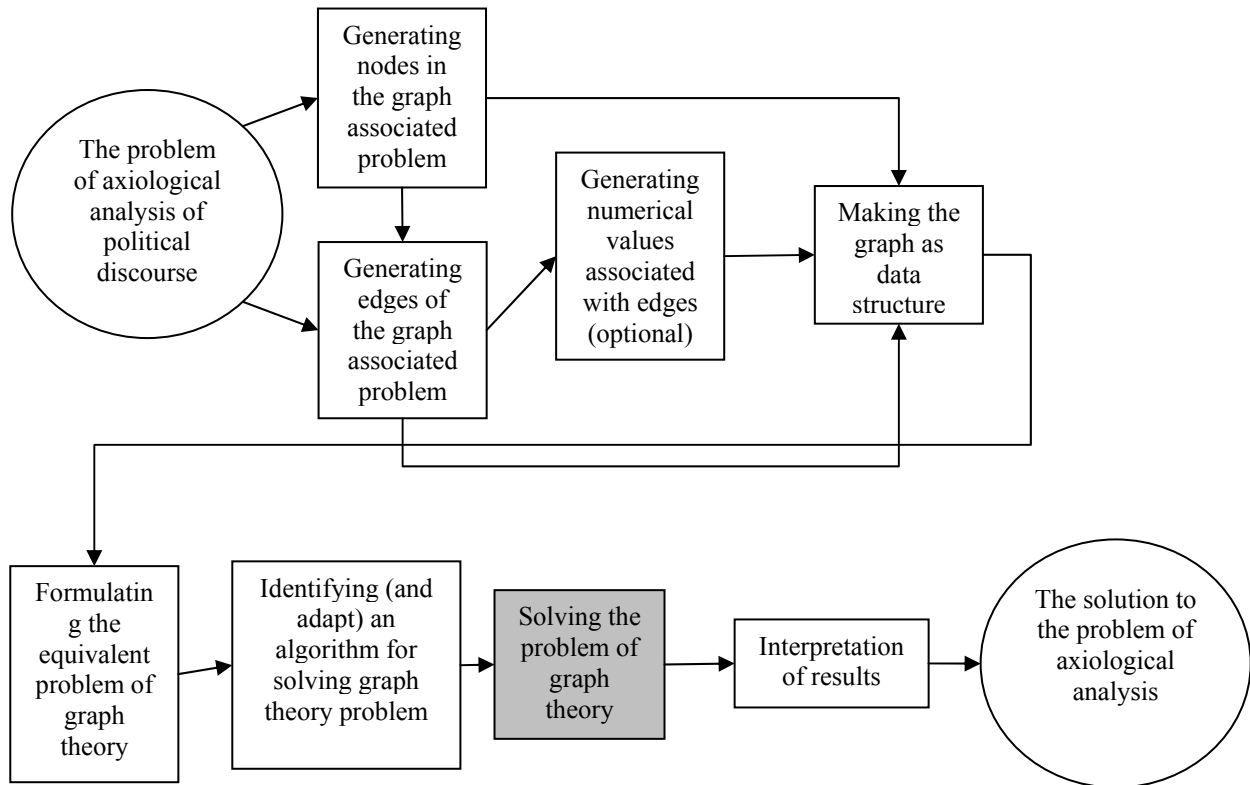 The problem
of axiological
analysis of
political
discourse
Generating
nodes in
the graph
associated
problem
Generating
edges of
the graph
associated
problem
Generating
numerical
values
associated
with edges
(optional)
Making the
graph as
data
structure
Formulatin
g the
equivalent
problem of
graph
theory
Identifying (and
adapt) an
algorithm for
solving graph
theory problem
Solving the
problem of
graph
theory
Interpretation
of results
The solution to
the problem of
axiological
analysis